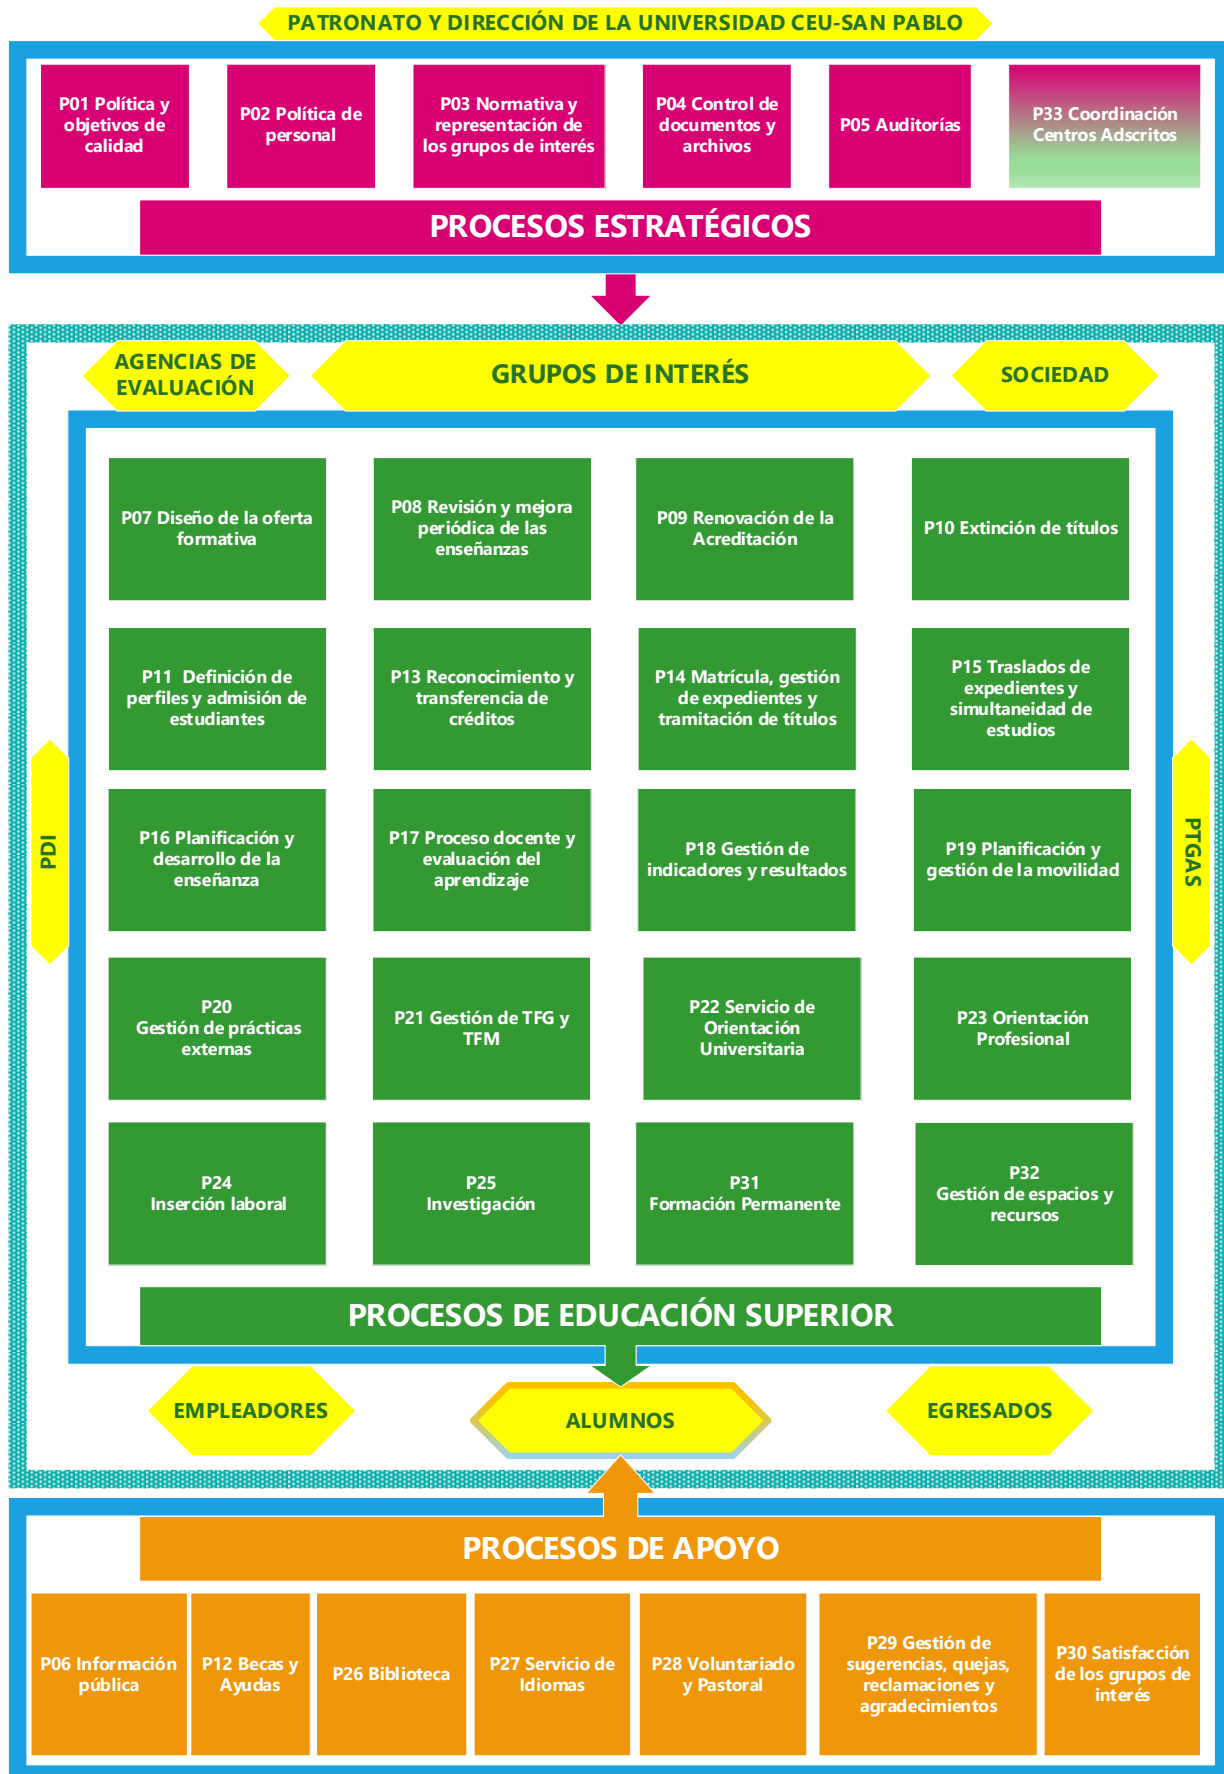 PATRONATO Y DIRECCIÓN DE LA UNIVERSIDAD CEU-SAN PABLO
P01 Política y
objetivos de
calidad
P02 Política de
personal
P03 Normativa y
representación de
los grupos de interés
P04 Control de
documentos y
archivos
P05 Auditorías
P33 Coordinación
Centros Adscritos
PROCESOS ESTRATÉGICOS
AGENCIAS DE
EVALUACIÓN
GRUPOS DE INTERÉS
SOCIEDAD
P07 Diseño de la oferta
formativa
P08 Revisión y mejora
periódica de las
enseñanzas
P09 Renovación de la
Acreditación
P10 Extinción de títulos
P11  Definición de
perfiles y admisión de
estudiantes
P13 Reconocimiento y
transferencia de
créditos
P14 Matrícula, gestión
de expedientes y
tramitación de títulos
P15 Traslados de
expedientes y
simultaneidad de
estudios
PDI
P16 Planificación y
desarrollo de la
enseñanza
P17 Proceso docente y
evaluación del
aprendizaje
P18 Gestión de
indicadores y resultados
P19 Planificación y
gestión de la movilidad
PTGAS
P20
Gestión de prácticas
externas
P21 Gestión de TFG y
TFM
P22 Servicio de
Orientación
Universitaria
P23 Orientación
Profesional
P24
Inserción laboral
P25
Investigación
P31
Formación Permanente
P32
Gestión de espacios y
recursos
PROCESOS DE EDUCACIÓN SUPERIOR
EMPLEADORES
ALUMNOS
EGRESADOS
PROCESOS DE APOYO
P06 Información
pública
P12 Becas y
Ayudas
P26 Biblioteca
P27 Servicio de
Idiomas
P28 Voluntariado
y Pastoral
P29 Gestión de
sugerencias, quejas,
reclamaciones y
agradecimientos
P30 Satisfacción
de los grupos de
interés